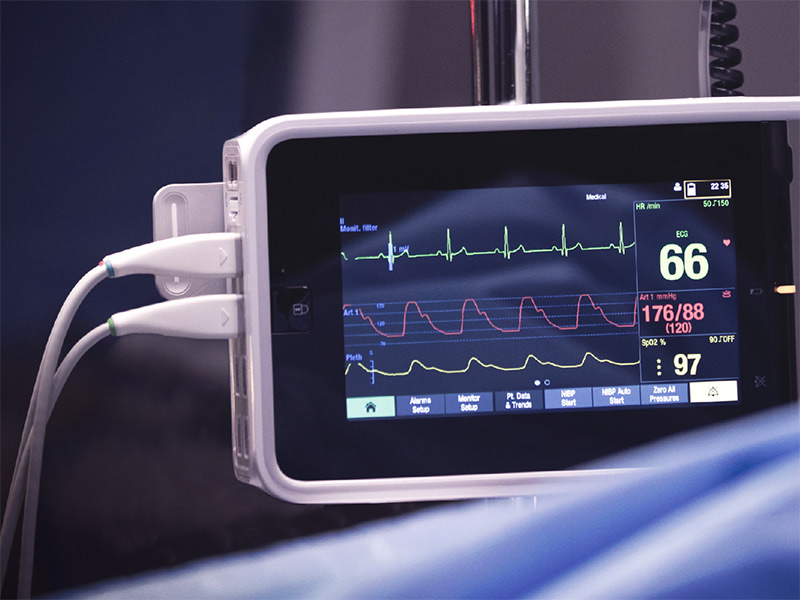 Medical
22 35
II
Monit. filter
1 mV
HR /min
50 150
ECG
66
Art 1
Art 1 mmHg
176/88
(120)
Pleth
SpO2 %
90 OFF
97
Alarms
Setup
Monitor
Setup
Pt. Data
& Trends
NIBP
Start
NIBP Auto
Start
Zero All
Pressures